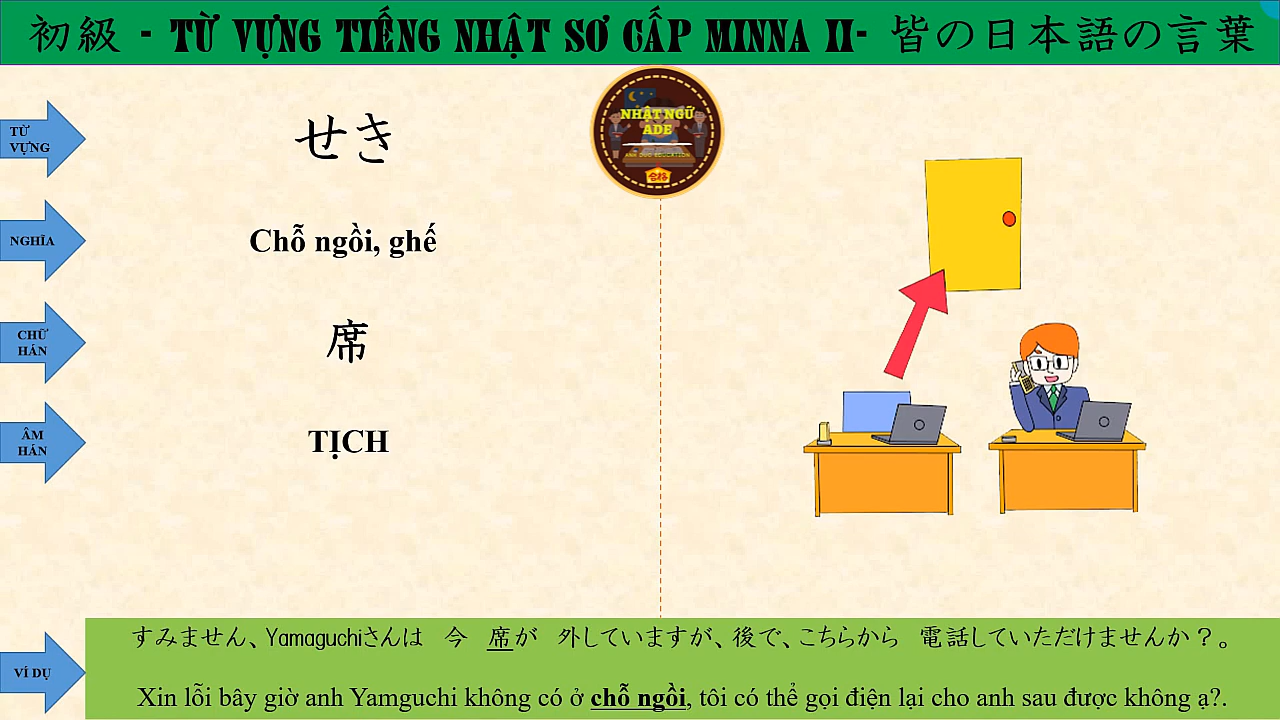 初級 - TỪ VỰNG TIẾNG NHẬT SƠ CẤP MINNA II- 皆の日本語の言葉
NHẬT NGỮ
ADE
ANH DUC EDUCATION
合格
TỪ
VỰNG
せき
NGHĨA
Chỗ ngồi, ghế
CHỮ
HÁN
席
ÂM
HÁN
TỊCH
VÍ DỤ
すみません、Yamaguchiさんは 今 席が 外していますが、後で、こちらから 電話していただけませんか？。
Xin lỗi bây giờ anh Yamguchi không có ở chỗ ngồi, tôi có thể gọi điện lại cho anh sau được không ạ?.